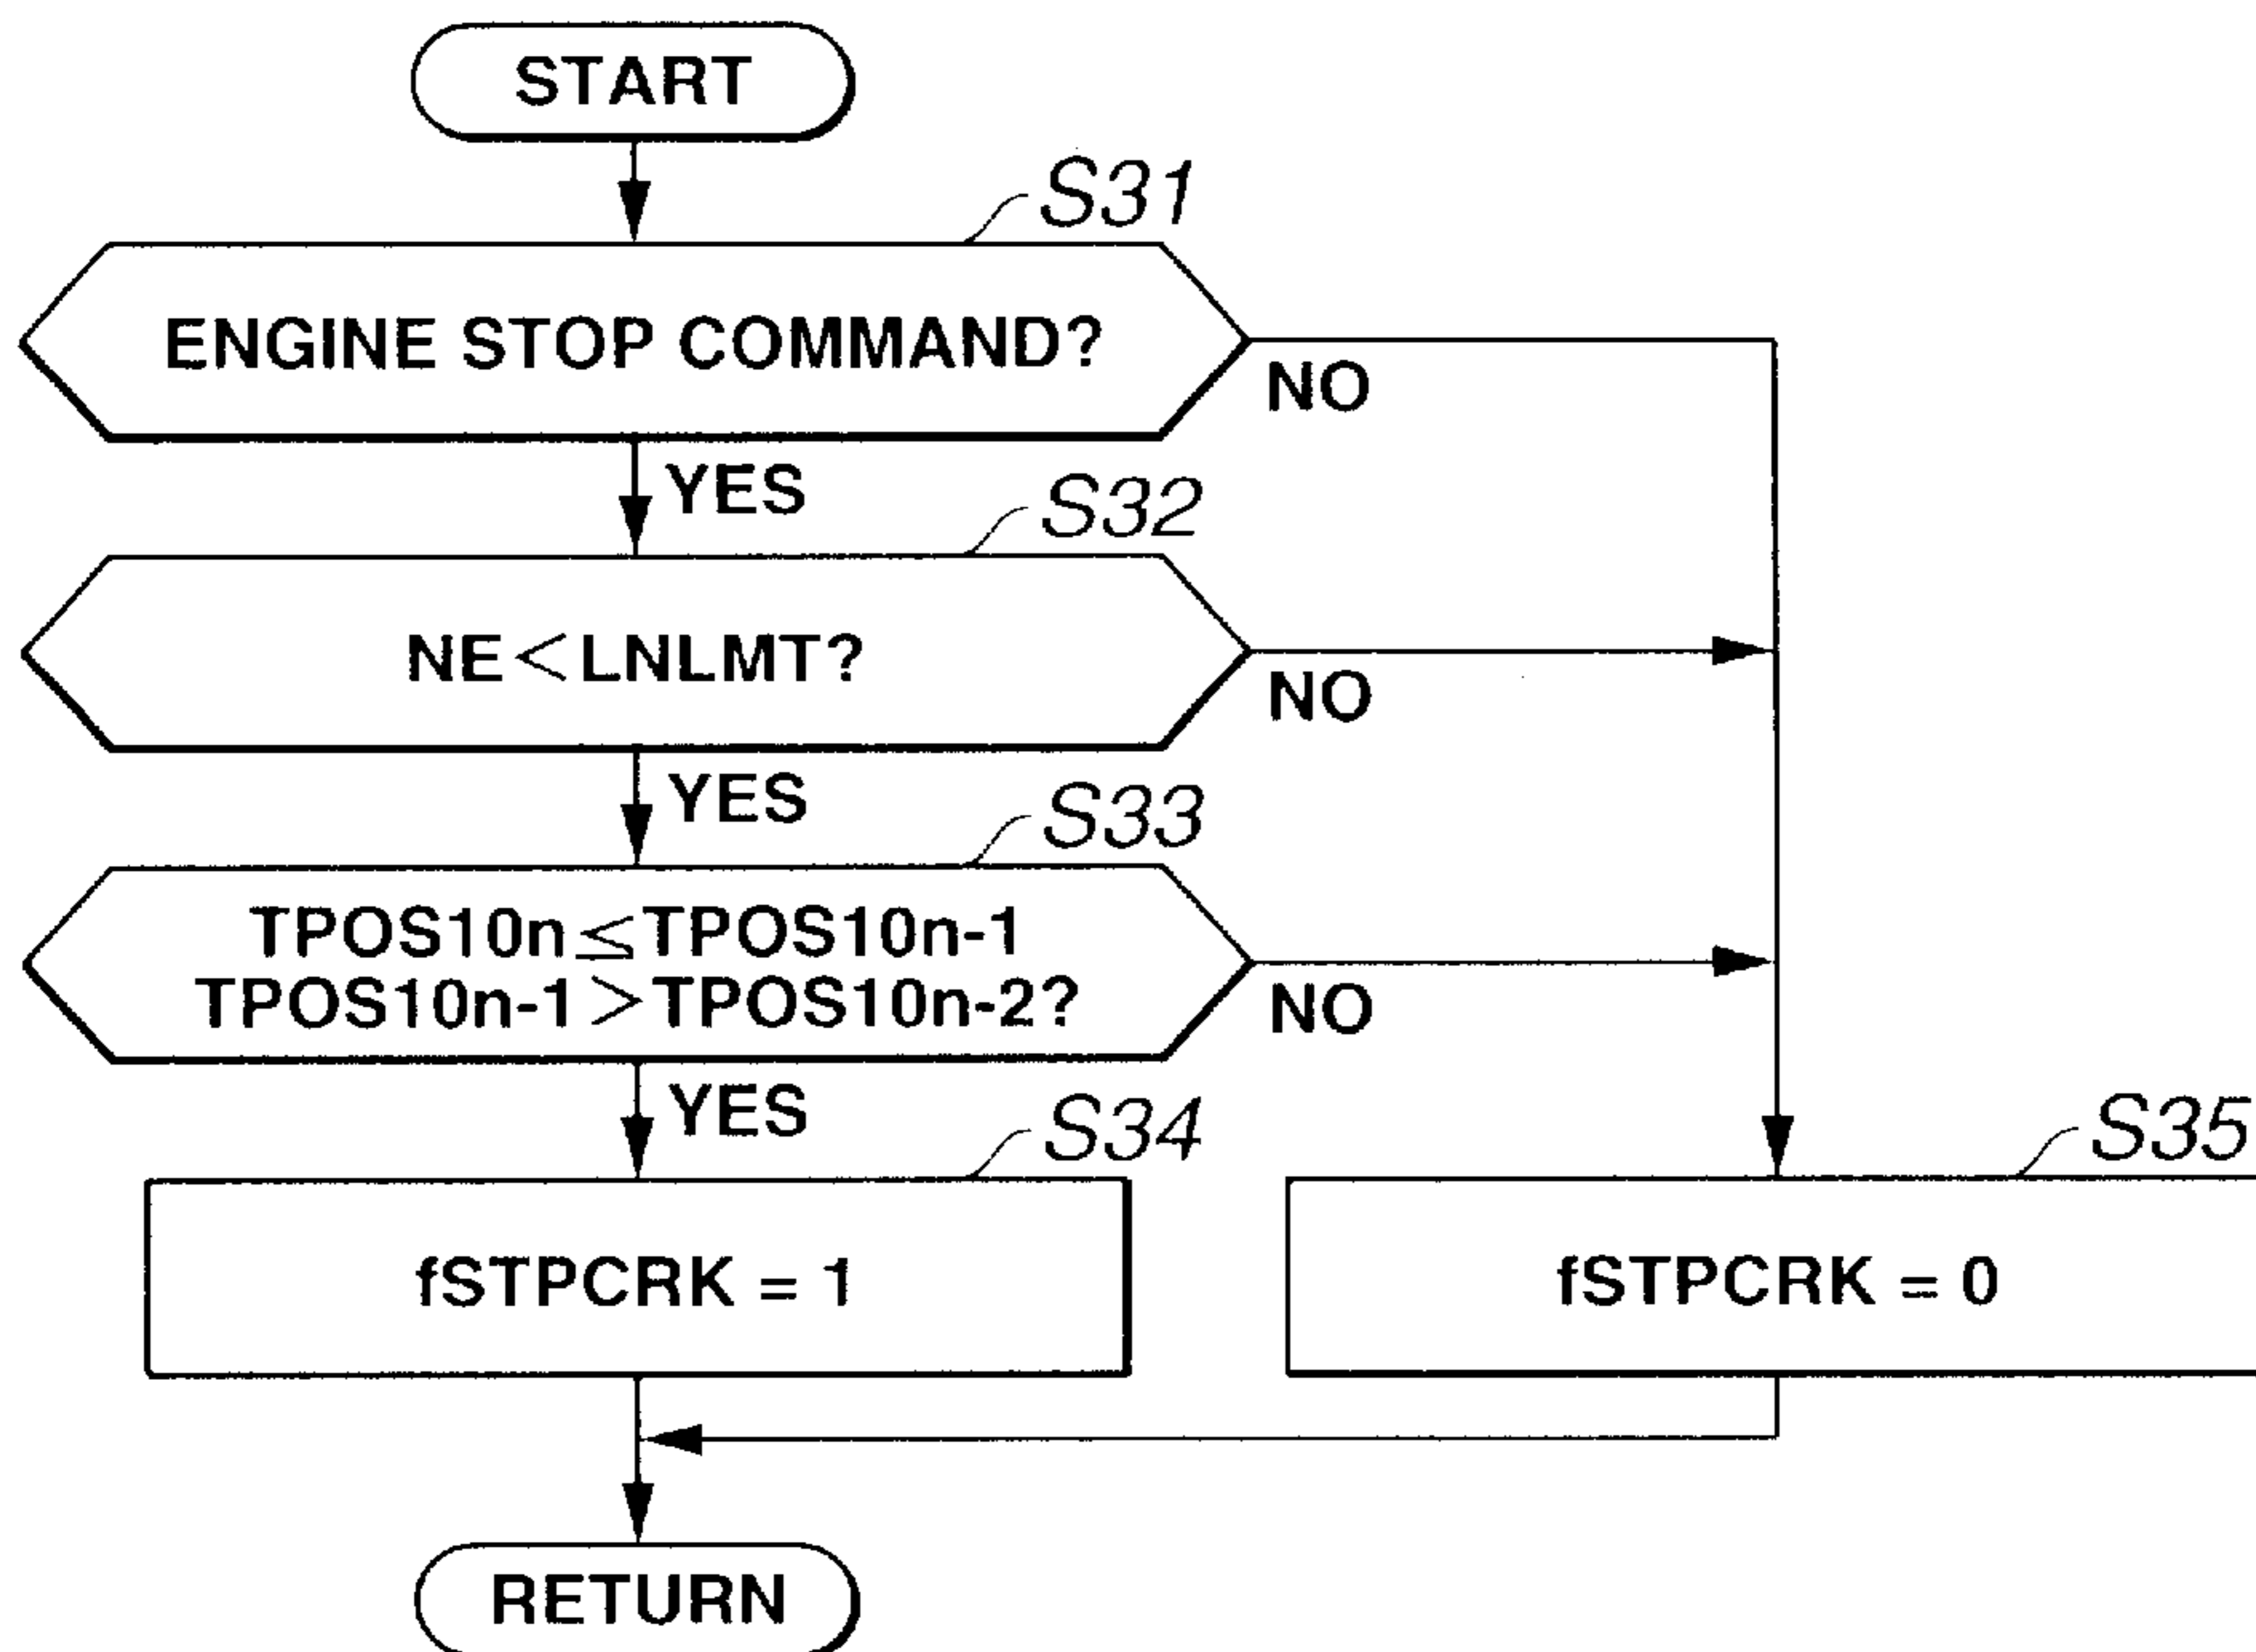 START
S31
ENGINE STOP COMMAND?
NO
YES
S32
NE<LNLMT?
NO
YES
S33
TPOS10n≦TPOS10n-1
TPOS10n-1>TPOS10n-2?
NO
YES
S34
S35
fSTPCRK = 1
fSTPCRK = 0
RETURN